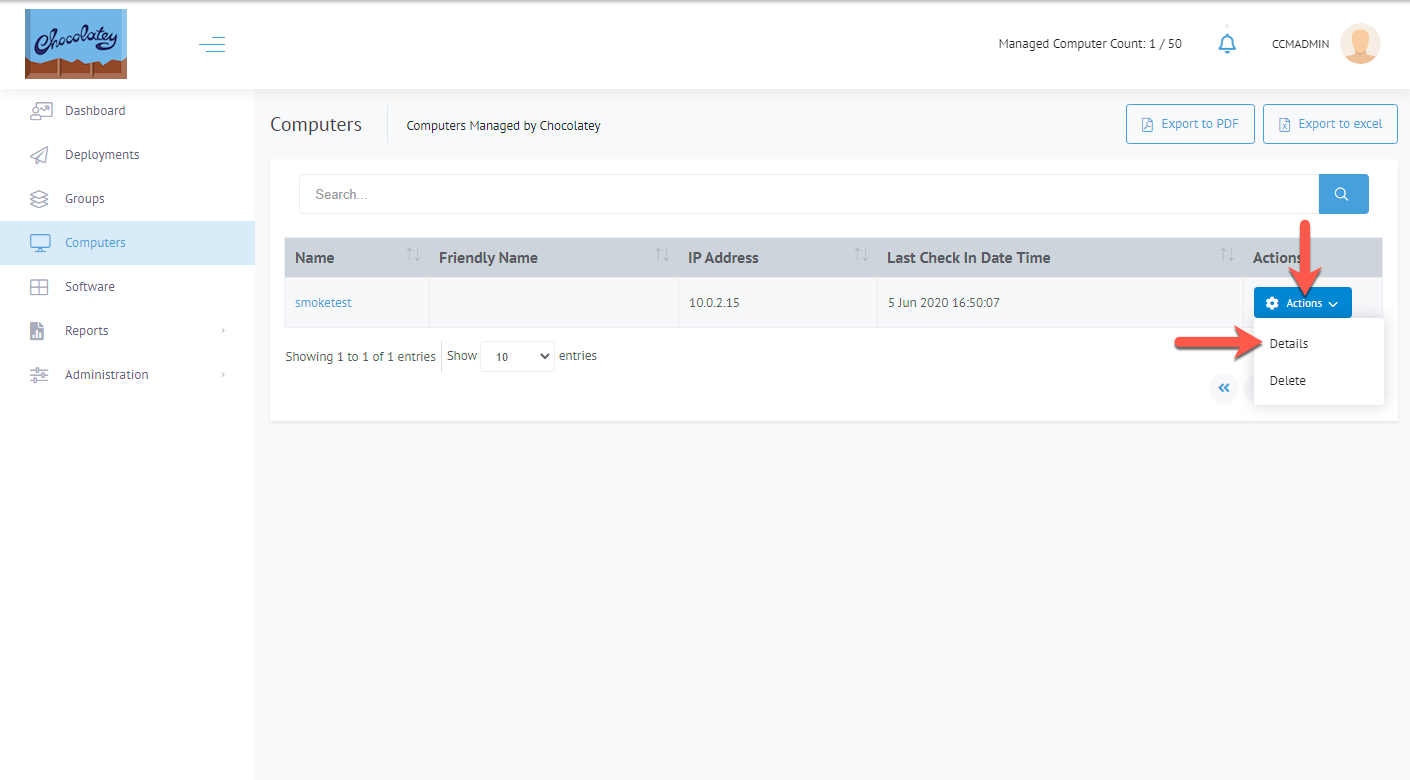 Chocolatey
Managed Computer Count: 1 / 50
CCMADMIN
Dashboard
Deployments
Groups
Computers
Software
Reports
Administration
Computers
Computers Managed by Chocolatey
Export to PDF
Export to excel
Search...
Name Friendly Name IP Address Last Check In Date Time Actions
smoketest 10.0.2.15 5 Jun 2020 16:50:07 Actions
Details
Delete
Showing 1 to 1 of 1 entries Show 10 entries